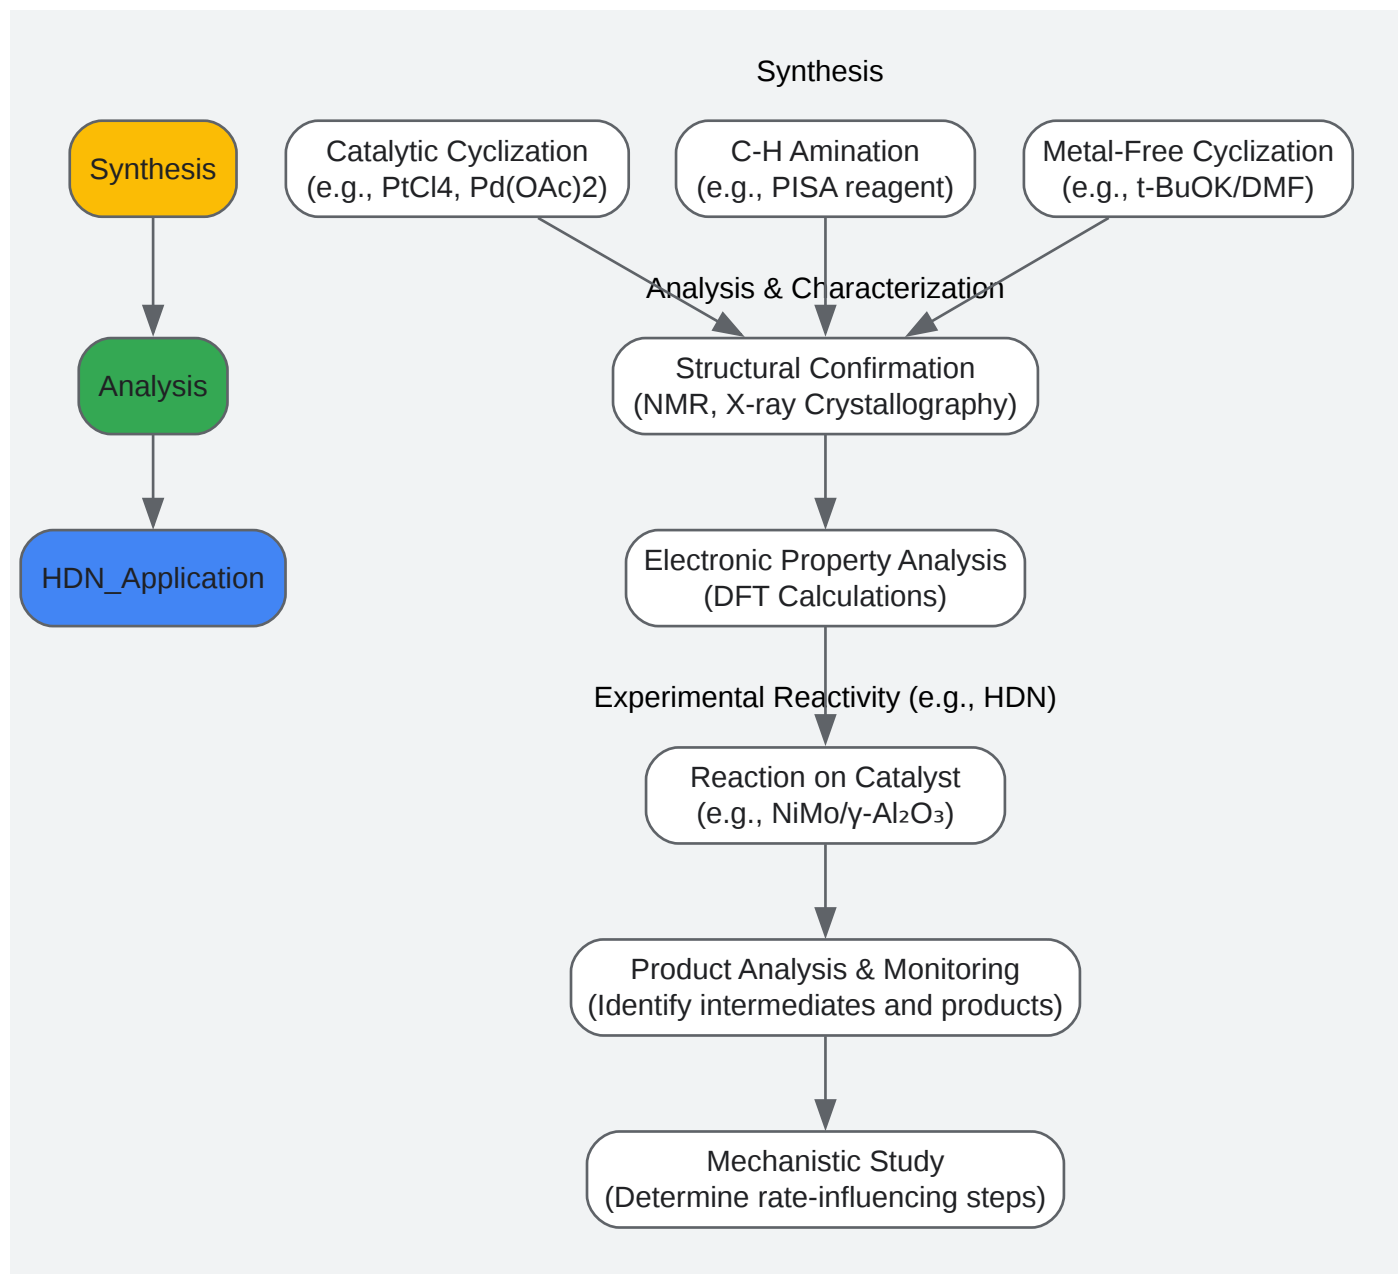 Synthesis
Synthesis
Catalytic Cyclization
(e.g., PtCl4, Pd(OAc)2)
C-H Amination
(e.g., PISA reagent)
Metal-Free Cyclization
(e.g., t-BuOK/DMF)
Analysis & Characterization
Analysis
Structural Confirmation
(NMR, X-ray Crystallography)
HDN_Application
Electronic Property Analysis
(DFT Calculations)
Experimental Reactivity (e.g., HDN)
Reaction on Catalyst
(e.g., NiMo/γ-Al₂O₃)
Product Analysis & Monitoring
(Identify intermediates and products)
Mechanistic Study
(Determine rate-influencing steps)